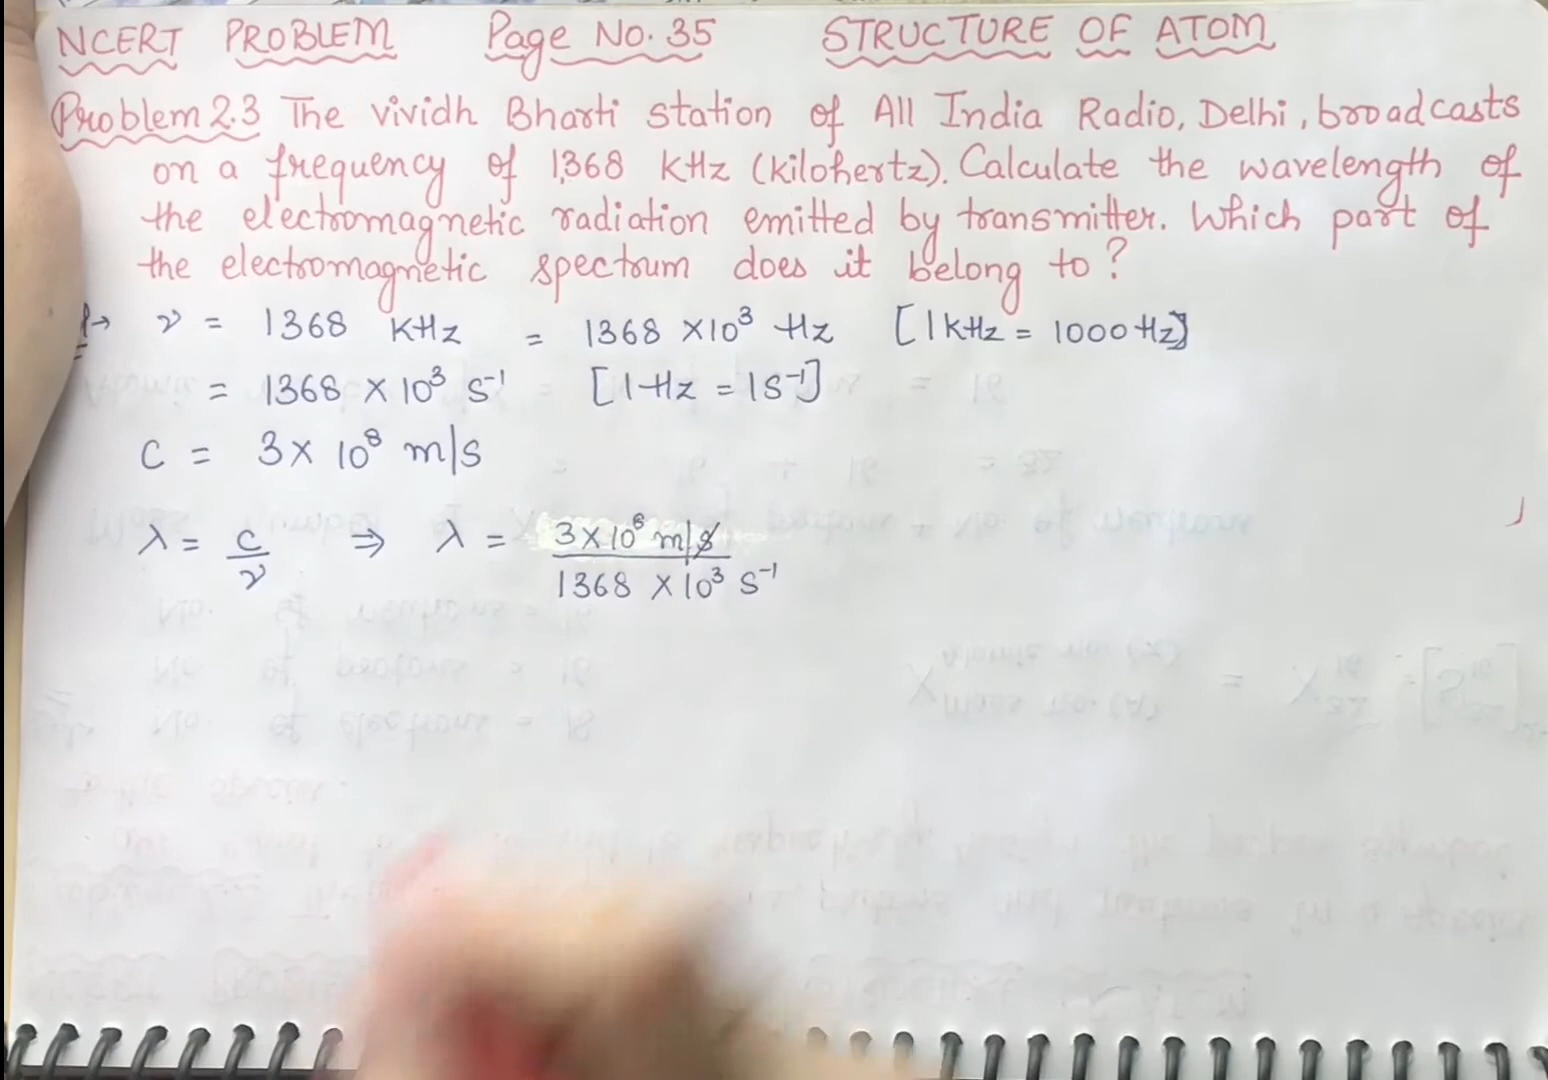 NCERT PROBLEM Page No. 35 STRUCTURE OF ATOM
Problem 2.3 The vividh Bharti station of All India Radio, Delhi, broadcasts
on a frequency of 1,368 KHz (kilohertz). Calculate the wavelength of
the electromagnetic radiation emitted by transmitter. Which part of
the electromagnetic spectrum does it belong to?
ν = 1368 KHz = 1368 ×10³ Hz [1 KHz = 1000 Hz]
= 1368 × 10³ S⁻¹ [1 Hz = 1S⁻¹]
C = 3× 10⁸ m/s
λ = c/ν ⇒ λ = 3×10⁸ m/s / 1368 ×10³ S⁻¹